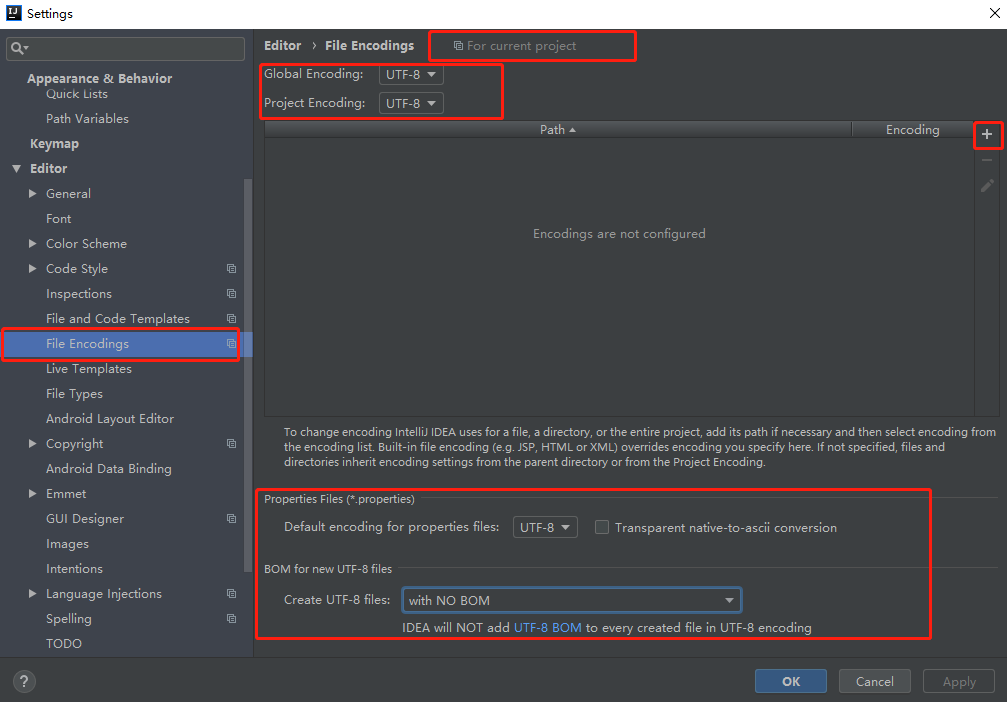 IJ Settings
Editor › File Encodings For current project
Appearance & Behavior
Quick Lists
Path Variables
Keymap
Editor
General
Font
Color Scheme
Code Style
Inspections
File and Code Templates
File Encodings
Live Templates
File Types
Android Layout Editor
Copyright
Android Data Binding
Emmet
GUI Designer
Images
Intentions
Language Injections
Spelling
TODO
Global Encoding: UTF-8
Project Encoding: UTF-8
Path Encoding
Encodings are not configured
To change encoding IntelliJ IDEA uses for a file, a directory, or the entire project, add its path if necessary and then select encoding from
the encoding list. Built-in file encoding (e.g. JSP, HTML or XML) overrides encoding you specify here. If not specified, files and
directories inherit encoding settings from the parent directory or from the Project Encoding.
Properties Files (*.properties)
Default encoding for properties files: UTF-8 Transparent native-to-ascii conversion
BOM for new UTF-8 files
Create UTF-8 files: with NO BOM
IDEA will NOT add UTF-8 BOM to every created file in UTF-8 encoding
? OK Cancel Apply